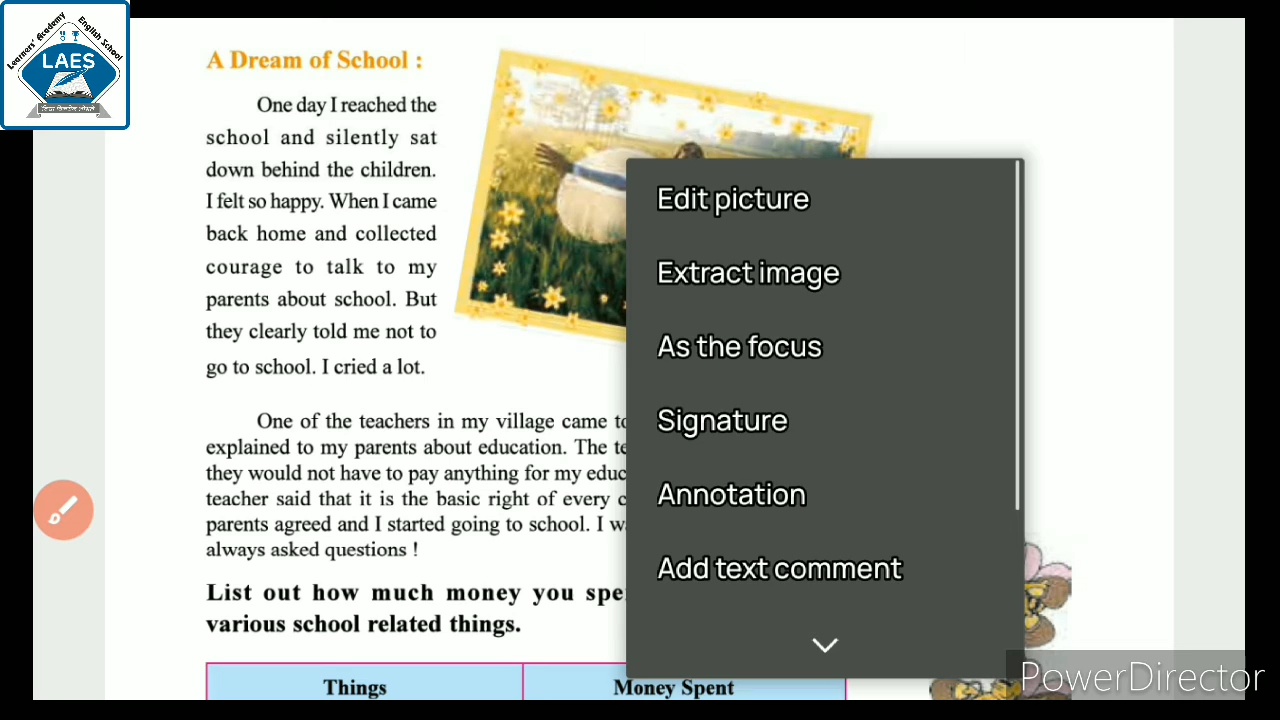 Learners' Academy English School
LAES
A Dream of School :
One day I reached the
school and silently sat
down behind the children.
I felt so happy. When I came
back home and collected
courage to talk to my
parents about school. But
they clearly told me not to
go to school. I cried a lot.
One of the teachers in my village came to
explained to my parents about education. The
they would not have to pay anything for my
teacher said that it is the basic right of every
parents agreed and I started going to school. I
always asked questions !
List out how much money you
various school related things.
Things Money Spent
Edit picture
Extract image
As the focus
Signature
Annotation
Add text comment
PowerDirector